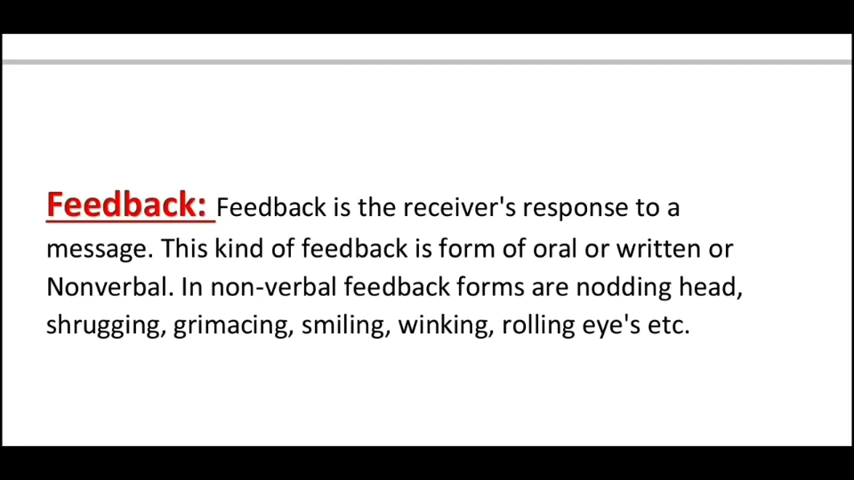 Feedback: Feedback is the receiver's response to a
message. This kind of feedback is form of oral or written or
Nonverbal. In non-verbal feedback forms are nodding head,
shrugging, grimacing, smiling, winking, rolling eye's etc.